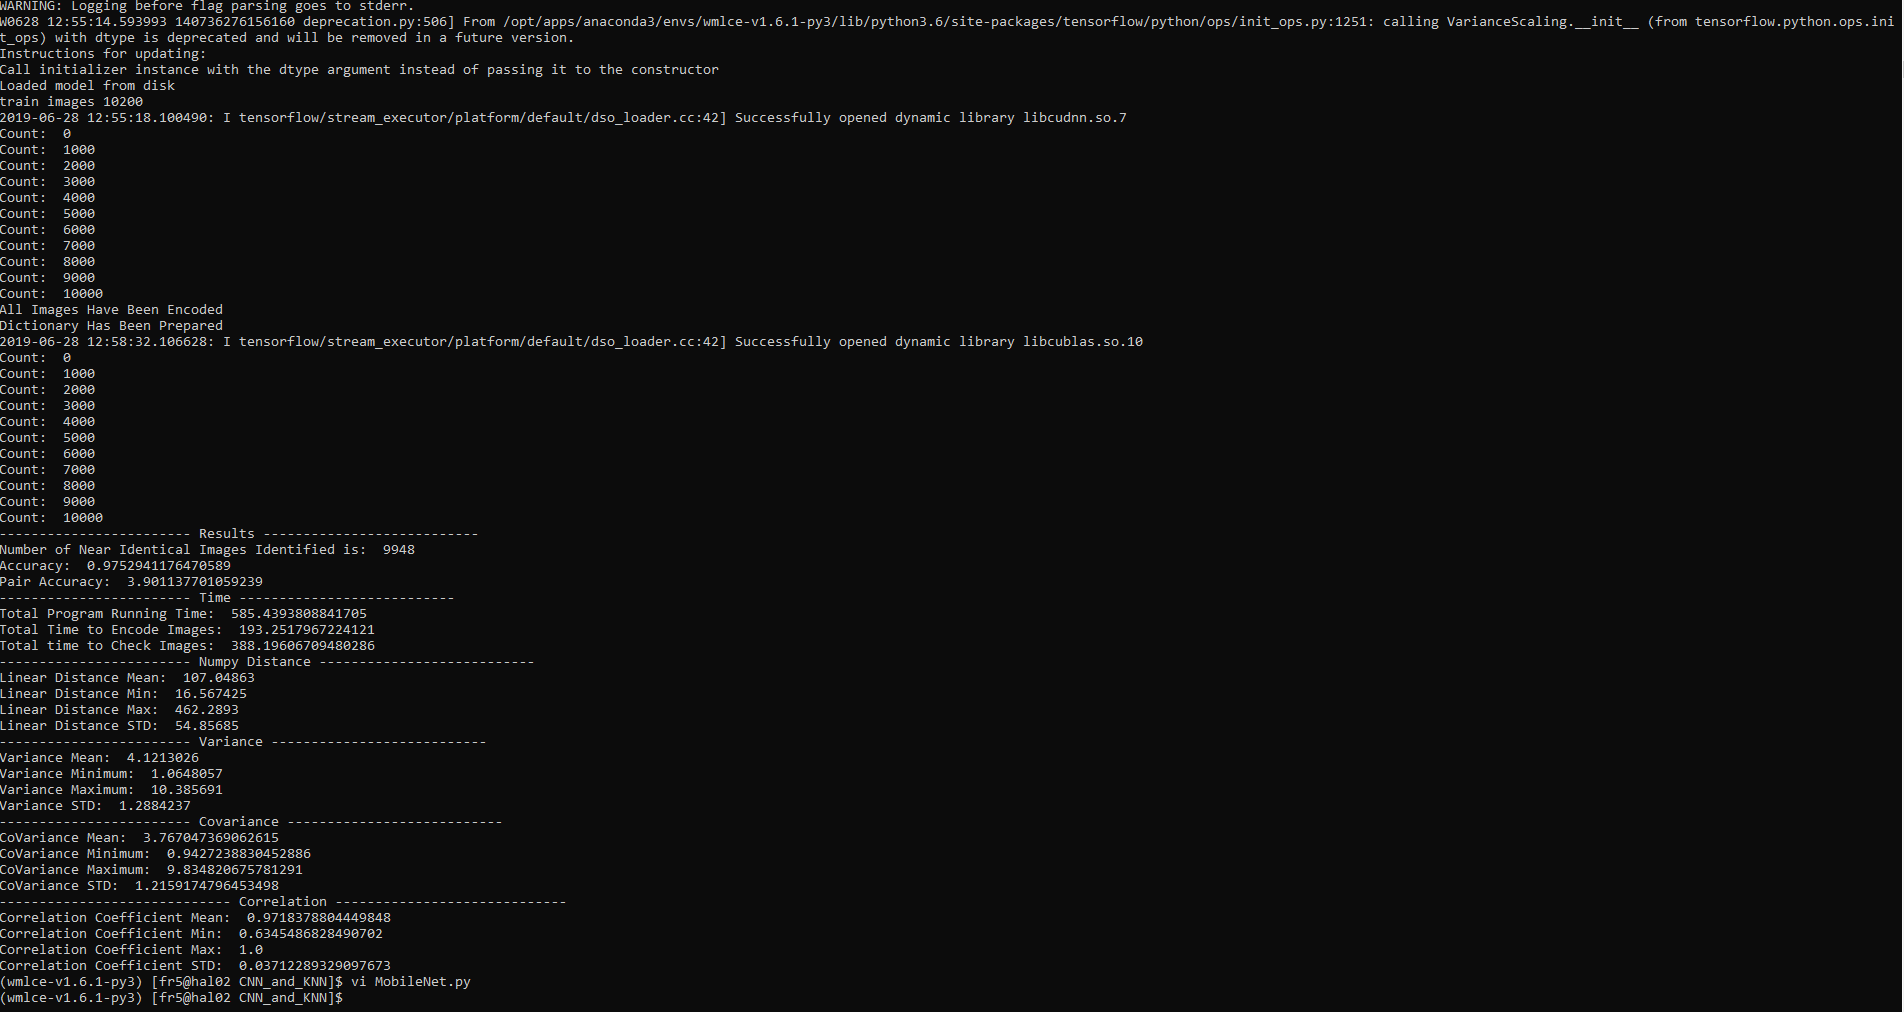 WARNING: Logging before flag parsing goes to stderr.
W0628 12:55:14.593993 140736276156160 deprecation.py:506] From /opt/apps/anaconda3/envs/wmlce-v1.6.1-py3/lib/python3.6/site-packages/tensorflow/python/ops/init_ops.py:1251: calling VarianceScaling.__init__ (from tensorflow.python.ops.ini
t_ops) with dtype is deprecated and will be removed in a future version.
Instructions for updating:
Call initializer instance with the dtype argument instead of passing it to the constructor
Loaded model from disk
train images 10200
2019-06-28 12:55:18.100490: I tensorflow/stream_executor/platform/default/dso_loader.cc:42] Successfully opened dynamic library libcudnn.so.7
Count:  0
Count:  1000
Count:  2000
Count:  3000
Count:  4000
Count:  5000
Count:  6000
Count:  7000
Count:  8000
Count:  9000
Count:  10000
All Images Have Been Encoded
Dictionary Has Been Prepared
2019-06-28 12:58:32.106628: I tensorflow/stream_executor/platform/default/dso_loader.cc:42] Successfully opened dynamic library libcublas.so.10
Count:  0
Count:  1000
Count:  2000
Count:  3000
Count:  4000
Count:  5000
Count:  6000
Count:  7000
Count:  8000
Count:  9000
Count:  10000
------------------------ Results ---------------------------
Number of Near Identical Images Identified is:  9948
Accuracy:  0.9752941176470589
Pair Accuracy:  3.901137701059239
------------------------ Time ---------------------------
Total Program Running Time:  585.4393808841705
Total Time to Encode Images:  193.2517967224121
Total time to Check Images:  388.19606709480286
------------------------ Numpy Distance ---------------------------
Linear Distance Mean:  107.04863
Linear Distance Min:  16.567425
Linear Distance Max:  462.2893
Linear Distance STD:  54.85685
------------------------ Variance ---------------------------
Variance Mean:  4.1213026
Variance Minimum:  1.0648057
Variance Maximum:  10.385691
Variance STD:  1.2884237
------------------------ Covariance ---------------------------
CoVariance Mean:  3.767047369062615
CoVariance Minimum:  0.9427238830452886
CoVariance Maximum:  9.834820675781291
CoVariance STD:  1.2159174796453498
----------------------------- Correlation -----------------------------
Correlation Coefficient Mean:  0.9718378804449848
Correlation Coefficient Min:  0.6345486828490702
Correlation Coefficient Max:  1.0
Correlation Coefficient STD:  0.03712289329097673
(wmlce-v1.6.1-py3) [fr5@hal02 CNN_and_KNN]$ vi MobileNet.py
(wmlce-v1.6.1-py3) [fr5@hal02 CNN_and_KNN]$